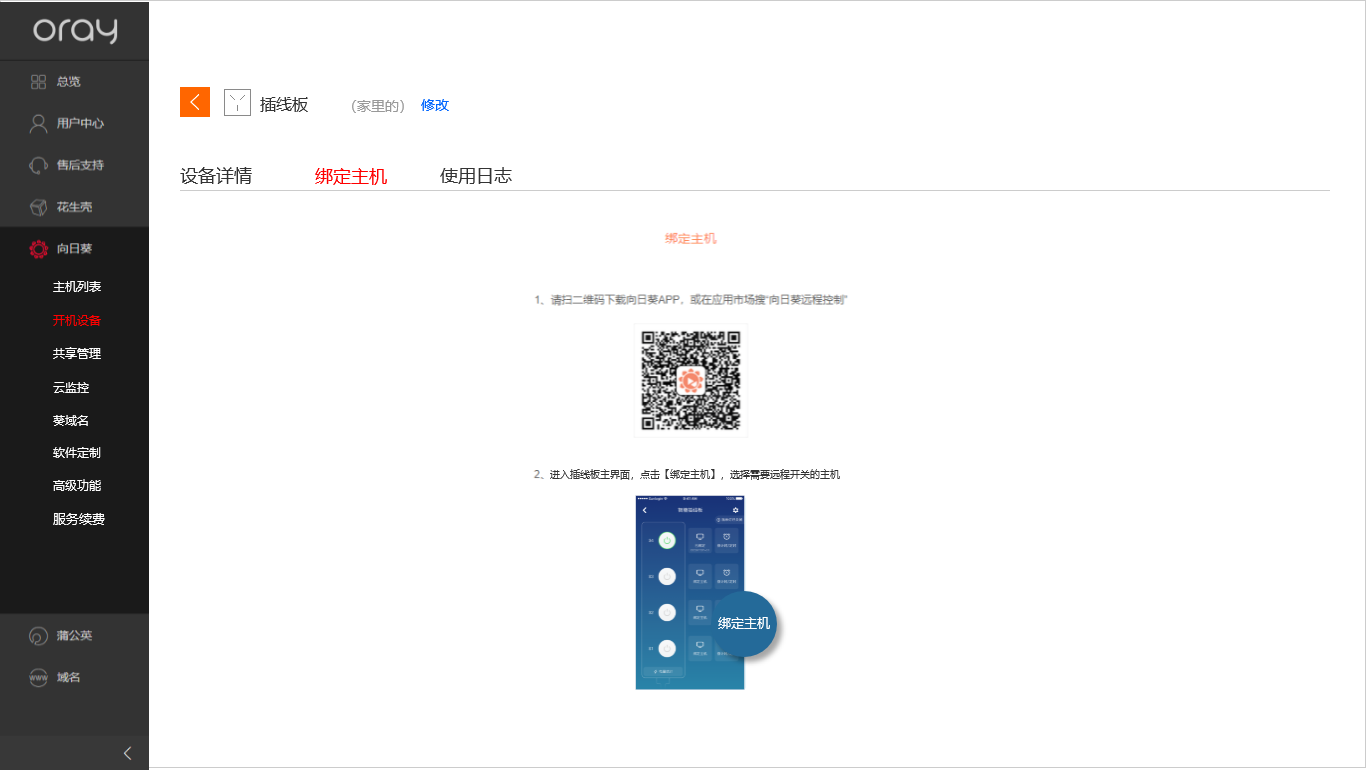 oray
总览
用户中心
售后支持
花生壳
向日葵
主机列表
开机设备
共享管理
云监控
葵域名
软件定制
高级功能
服务续费
蒲公英
www 域名
插线板 （家里的） 修改
设备详情 绑定主机 使用日志
绑定主机
1、请扫二维码下载向日葵APP，或在应用市场搜“向日葵远程控制”
2、进入插线板主界面，点击【绑定主机】，选择需要远程开关的主机
绑定主机